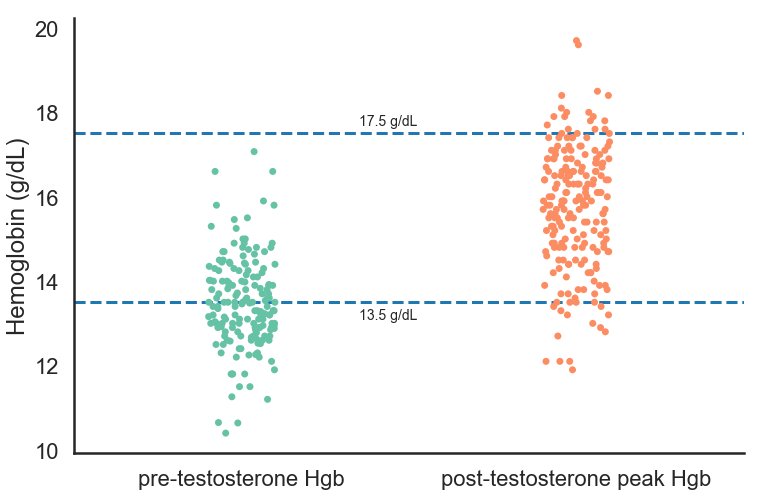 Hemoglobin (g/dL)
20
18
16
14
12
10
17.5 g/dL
13.5 g/dL
pre-testosterone Hgb
post-testosterone peak Hgb